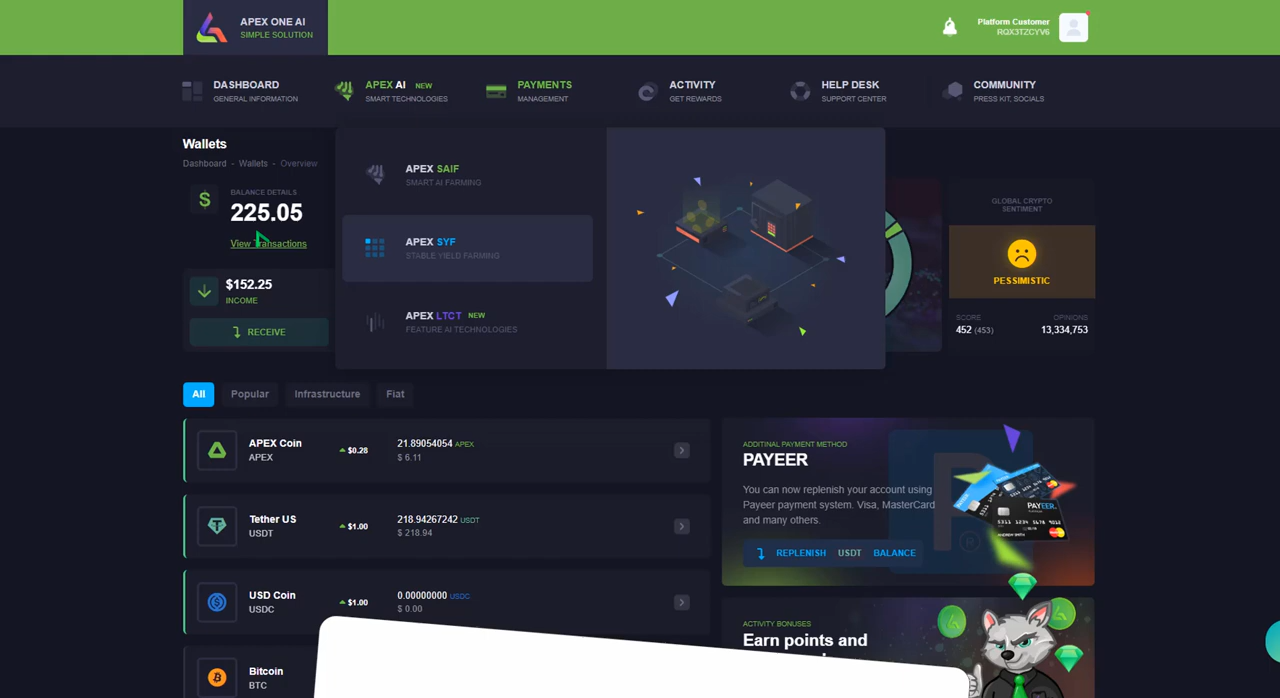 APEX ONE AI
SIMPLE SOLUTION
Platform Customer
RQX3TZCYV6
DASHBOARD
GENERAL INFORMATION
APEX AI NEW
SMART TECHNOLOGIES
PAYMENTS
MANAGEMENT
ACTIVITY
GET REWARDS
HELP DESK
SUPPORT CENTER
COMMUNITY
PRESS KIT, SOCIALS
Wallets
Dashboard - Wallets - Overview
BALANCE DETAILS
225.05
View Transactions
$152.25
INCOME
RECEIVE
APEX SAIF
SMART AI FARMING
APEX SYF
STABLE YIELD FARMING
APEX LTCT NEW
FEATURE AI TECHNOLOGIES
GLOBAL CRYPTO
SENTIMENT
PESSIMISTIC
SCORE
452 (453)
OPINIONS
13,334,753
All
Popular
Infrastructure
Fiat
APEX Coin
APEX
$0.28
21.89054054 APEX
$ 6.11
Tether US
USDT
$1.00
218.94267242 USDT
$ 218.94
USD Coin
USDC
$1.00
0.00000000 USDC
$ 0.00
Bitcoin
BTC
ADDITINAL PAYMENT METHOD
PAYEER
You can now replenish your account using
Payeer payment system. Visa, MasterCard
and many others.
REPLENISH USDT BALANCE
ACTIVITY BONUSES
Earn points and